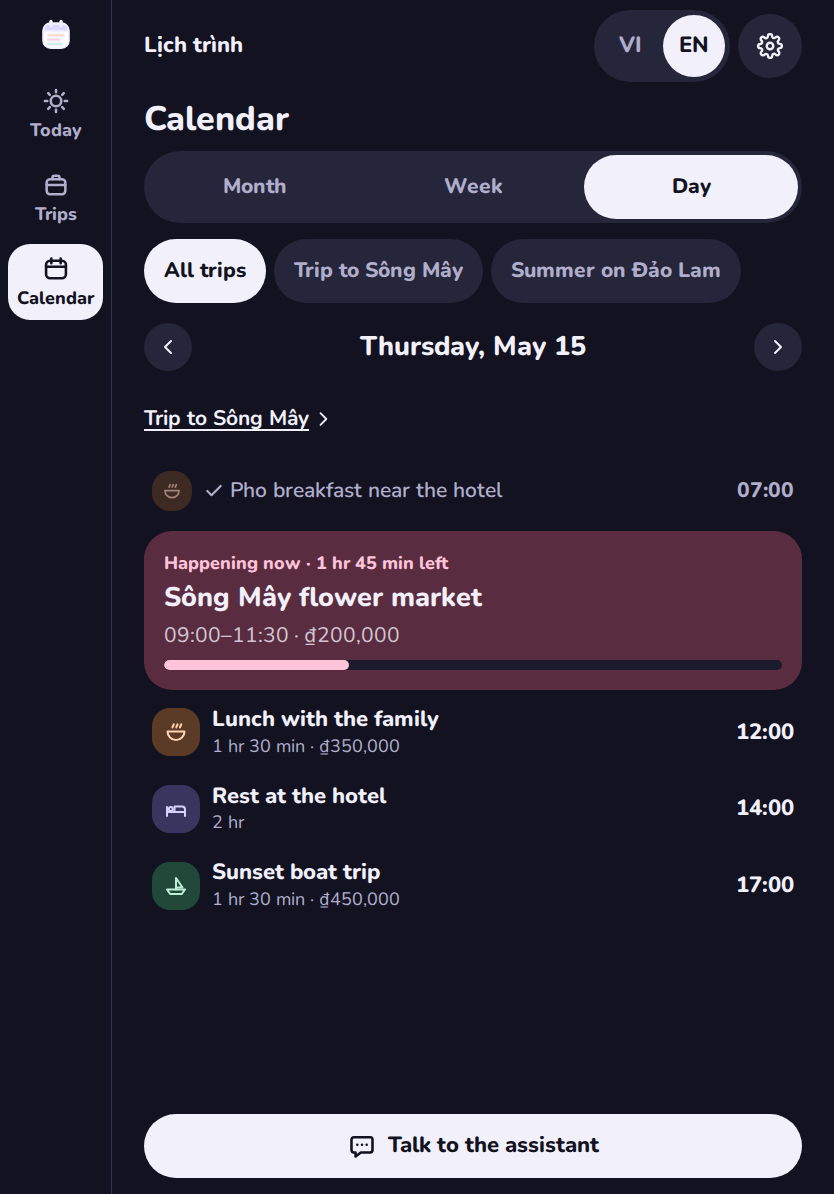 Lịch trình
VI
EN
Today
Trips
Calendar
Calendar
Month
Week
Day
All trips
Trip to Sông Mây
Summer on Đảo Lam
Thursday, May 15
Trip to Sông Mây
Pho breakfast near the hotel
07:00
Happening now · 1 hr 45 min left
Sông Mây flower market
09:00–11:30 · ₫200,000
Lunch with the family
1 hr 30 min · ₫350,000
12:00
Rest at the hotel
2 hr
14:00
Sunset boat trip
1 hr 30 min · ₫450,000
17:00
Talk to the assistant